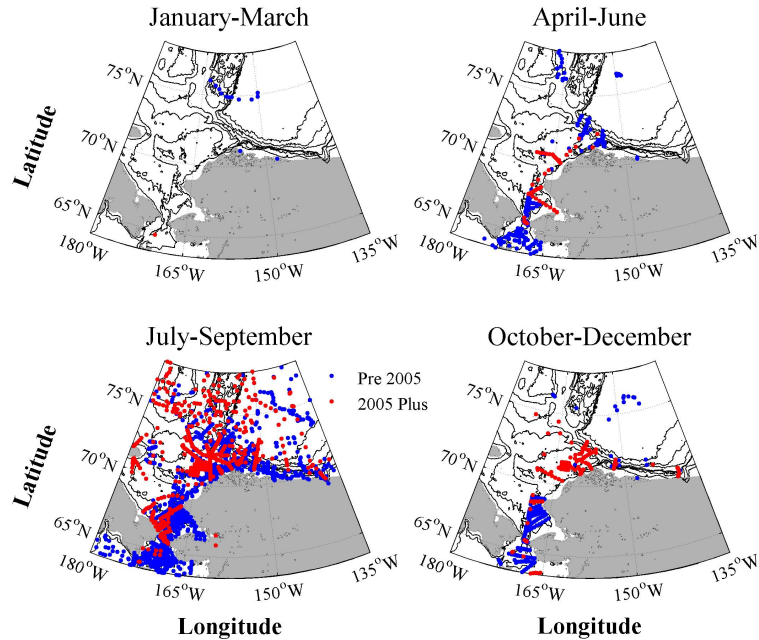 January-March
April-June
75°N
70°N
65°N
180°W
165°W
150°W
135°W
Latitude
75°N
70°N
65°N
180°W
165°W
150°W
135°W
July-September
October-December
Pre 2005
2005 Plus
75°N
70°N
65°N
180°W
165°W
150°W
135°W
Latitude
Longitude
75°N
70°N
65°N
180°W
165°W
150°W
135°W
Longitude